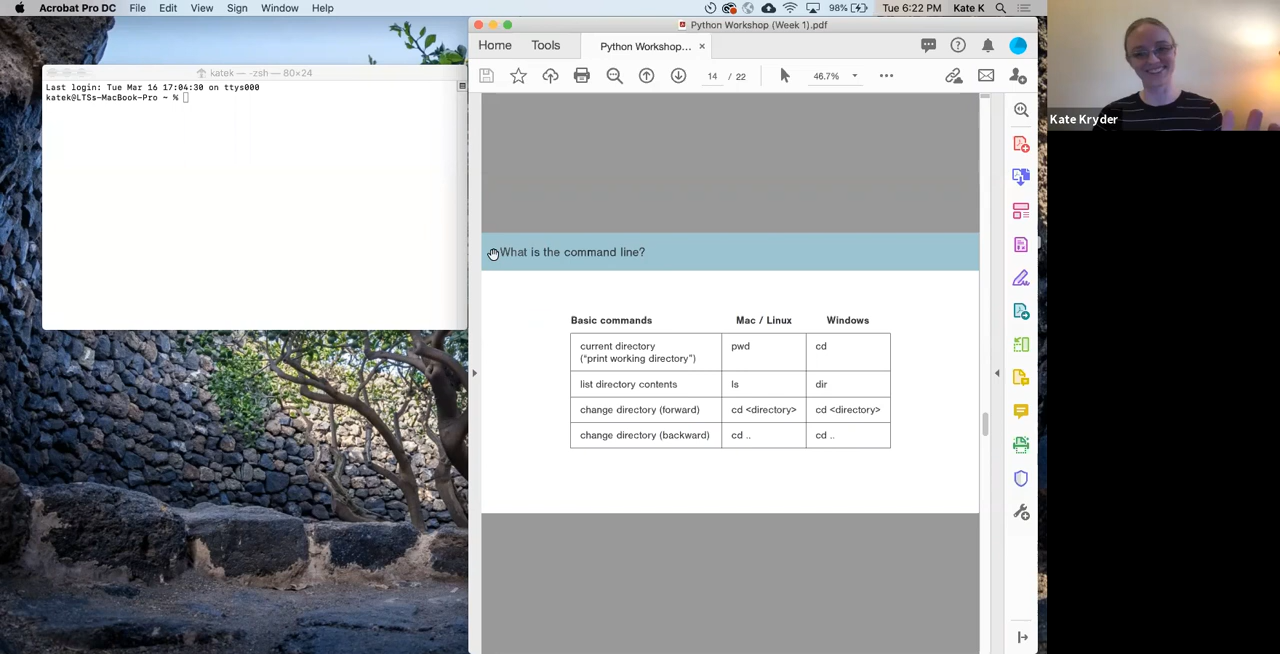 Acrobat Pro DC File Edit View Sign Window Help 98% Tue 6:22 PM Kate K
Python Workshop (Week 1).pdf
Home Tools Python Workshop... ×
14 / 22 46.7%
katek — -zsh — 80×24
Last login: Tue Mar 16 17:04:30 on ttys000
katek@LTSs-MacBook-Pro ~ %
Kate Kryder
What is the command line?
Basic commands Mac / Linux Windows
current directory pwd cd
("print working directory")
list directory contents ls dir
change directory (forward) cd <directory> cd <directory>
change directory (backward) cd .. cd ..